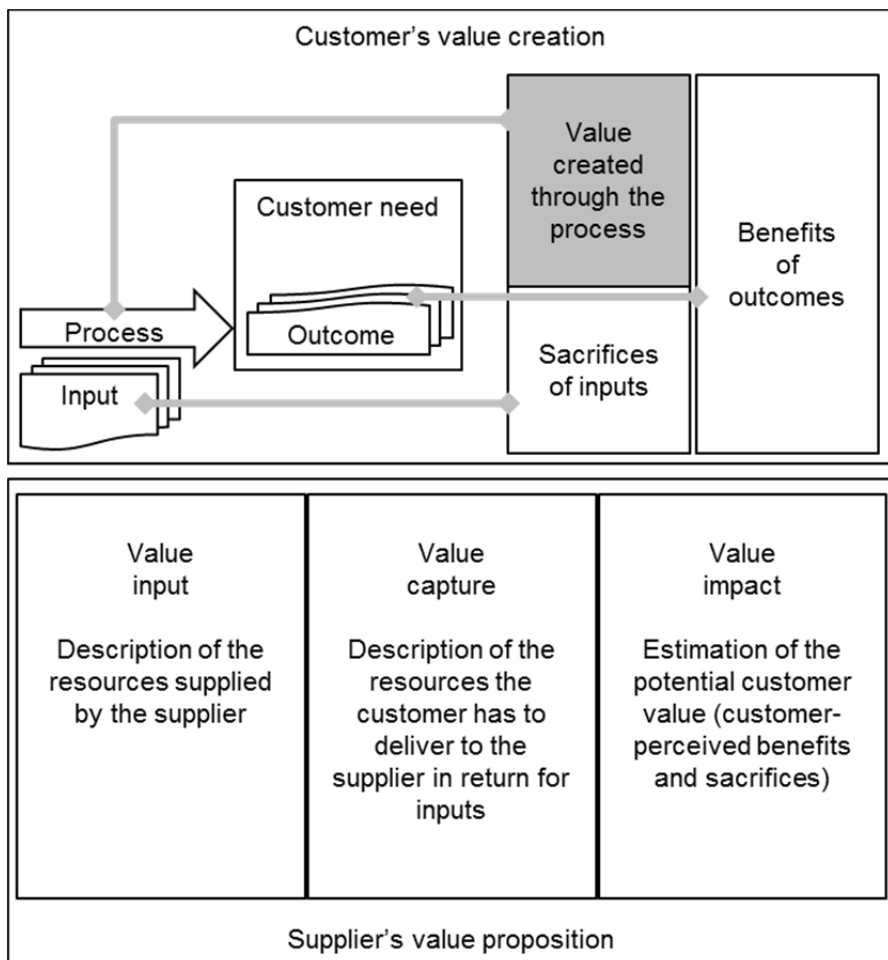 Customer’s value creation
Value
created
through the
process
Customer need
Benefits
of
outcomes
Process
Outcome
Sacrifices
of inputs
Input
Value
input
Description of the
resources supplied
by the supplier
Value
capture
Description of the
resources the
customer has to
deliver to the
supplier in return for
inputs
Value
impact
Estimation of the
potential customer
value (customer-
perceived benefits
and sacrifices)
Supplier’s value proposition